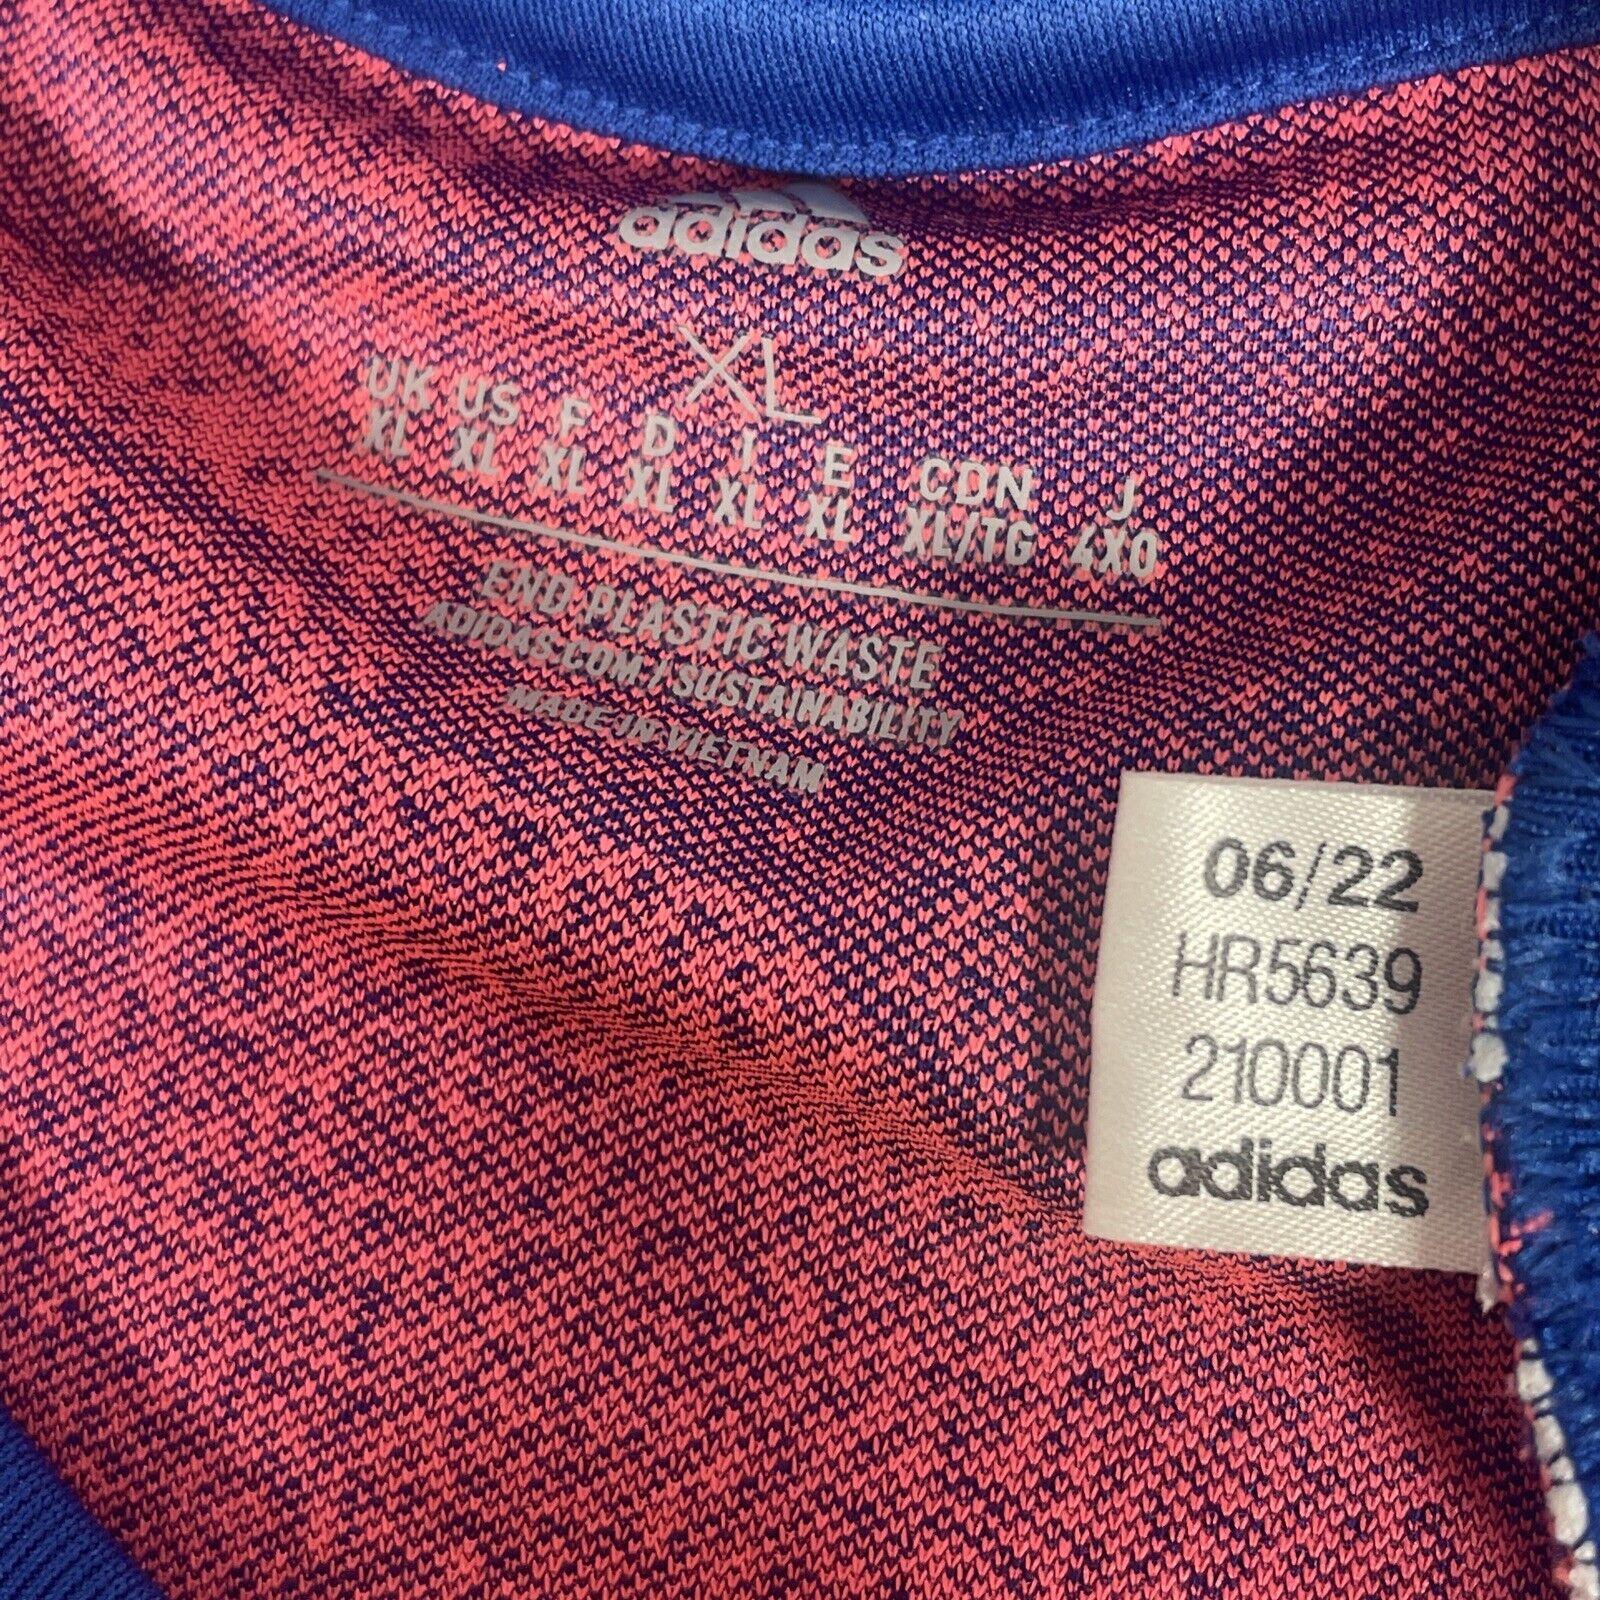 adidas
XL
UK US F D I E CDN J
XL XL XL XL XL XL XL/TG 4XO
END PLASTIC WASTE
ADIDAS.COM / SUSTAINABILITY
MADE IN VIETNAM
06/22
HR5639
210001
adidas